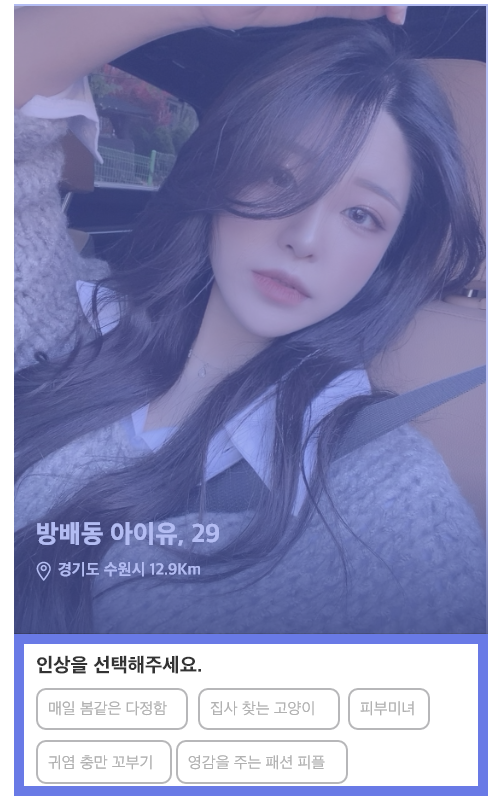 방배동 아이유, 29
경기도 수원시 12.9Km
인상을 선택해주세요.
매일 봄같은 다정함 집사 찾는 고양이 피부미녀
귀염 충만 꼬부기 영감을 주는 패션 피플